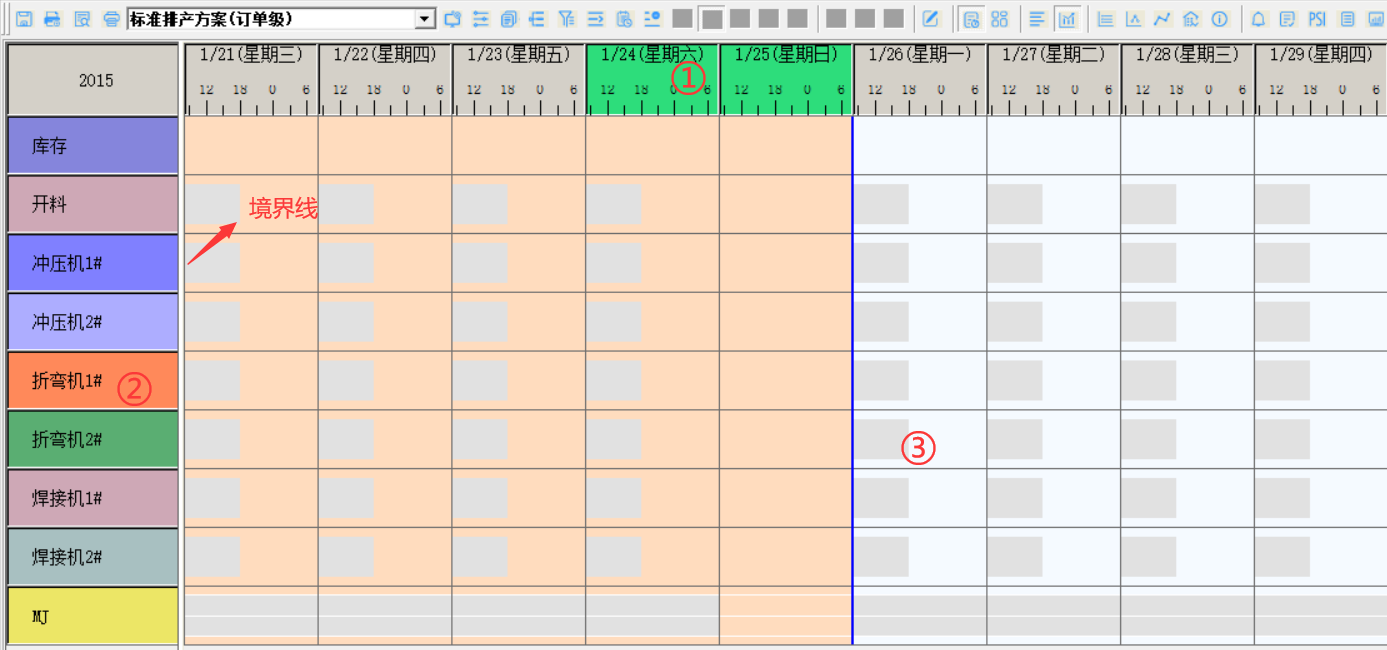 标准排产方案(订单级)
PSI
2015
1/21(星期三) 1/22(星期四) 1/23(星期五) 1/24(星期六) 1/25(星期日) 1/26(星期一) 1/27(星期二) 1/28(星期三) 1/29(星期四)
①
12 18 0 6 12 18 0 6 12 18 0 6 12 18 0 6 12 18 0 6 12 18 0 6 12 18 0 6 12 18 0 6 12 18 0 6
库存
开料
境界线
冲压机1#
冲压机2#
折弯机1#
②
折弯机2#
③
焊接机1#
焊接机2#
MJ